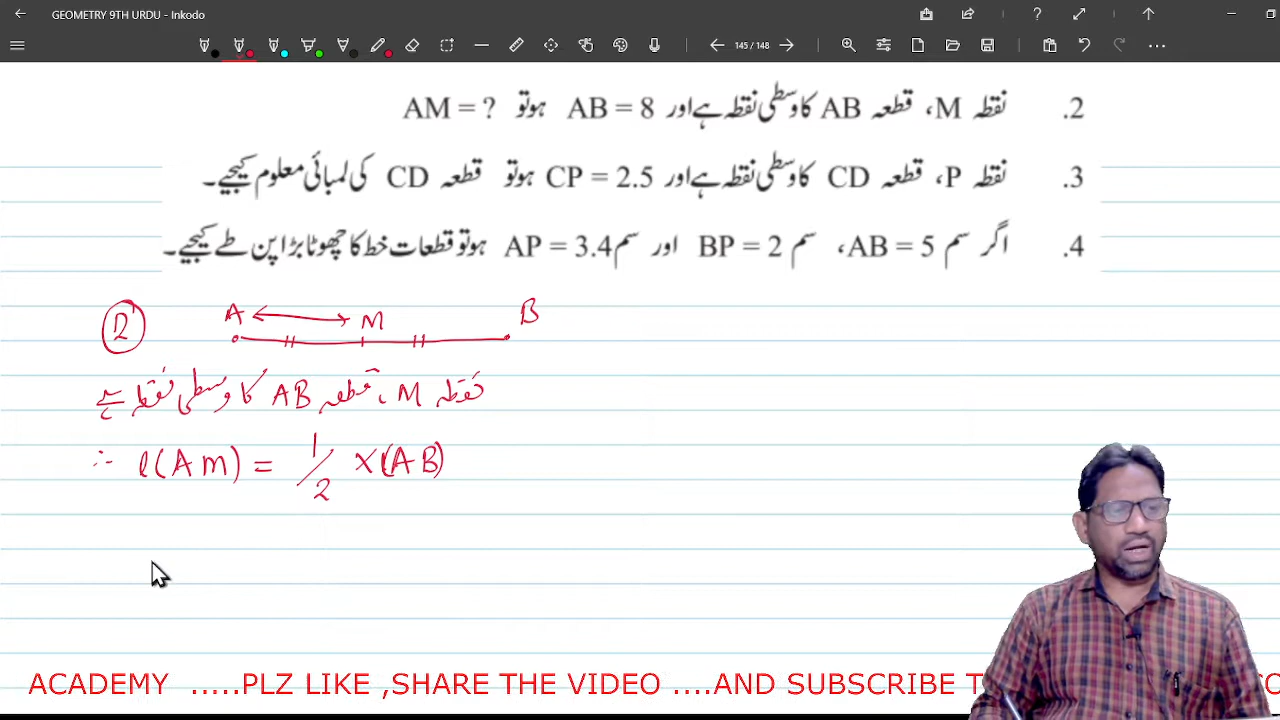 GEOMETRY 9TH URDU - Inkodo
145 / 148
2. نقطہ M، قطعہ AB کا وسطی نقطہ ہے اور AB = 8 ہو تو AM = ?
3. نقطہ P، قطعہ CD کا وسطی نقطہ ہے اور CP = 2.5 ہو تو قطعہ CD کی لمبائی معلوم کیجیے۔
4. اگر سم AB = 5، سم BP = 2 اور سم AP = 3.4 ہو تو قطعات خط کا چھوٹا بڑا پن طے کیجیے۔
2 A M B
نقطہ M، قطعہ AB کا وسطی نقطہ ہے
∴ l(AM) = 1/2 × l(AB)
ACADEMY .....PLZ LIKE ,SHARE THE VIDEO ....AND SUBSCRIBE